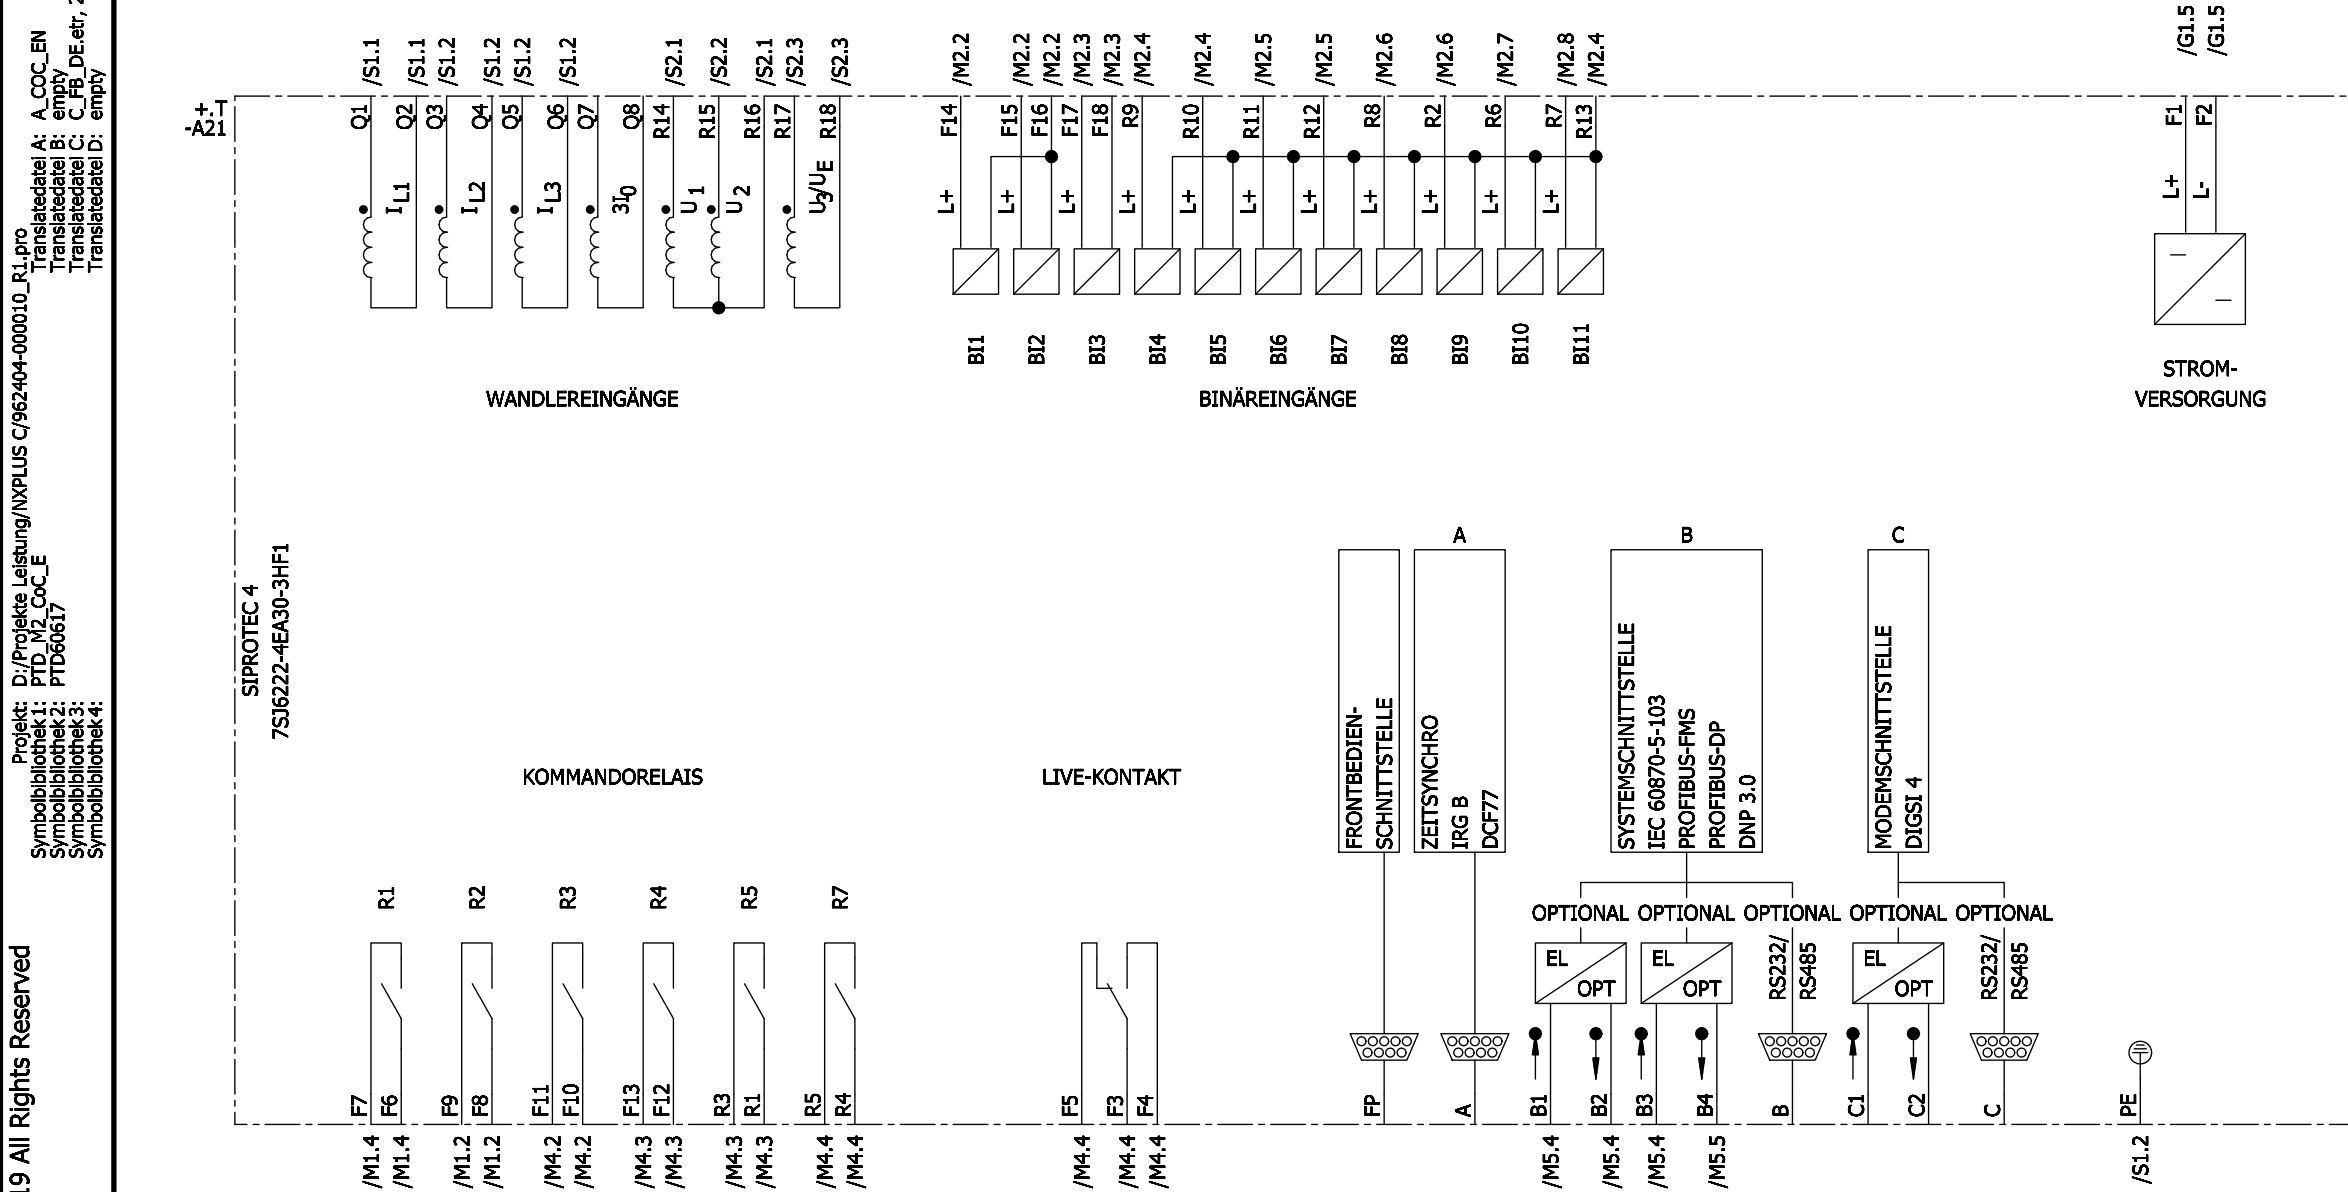 Projekt: D:/Projekte Leistung/NXPLUS C/962404-000010_R1.pro
Symbolbibliothek1: PTD_M2_CoC_E
Symbolbibliothek2: PTD60617
Symbolbibliothek3:
Symbolbibliothek4:
Translatedatei A: A_COC_EN
Translatedatei B: empty
Translatedatei C: C_FB_DE.etr,
Translatedatei D: empty
19 All Rights Reserved
/S1.1 /S1.1 /S1.2 /S1.2 /S1.2 /S1.2 /S2.1 /S2.2 /S2.1 /S2.3 /S2.3 /M2.2 /M2.2 /M2.2 /M2.3 /M2.3 /M2.4 /M2.4 /M2.5 /M2.5 /M2.6 /M2.6 /M2.7 /M2.8 /M2.4 /G1.5 /G1.5
+.T
-A21
Q1 Q2 Q3 Q4 Q5 Q6 Q7 Q8 R14 R15 R16 R17 R18 F14 F15 F16 F17 F18 R9 R10 R11 R12 R8 R2 R6 R7 R13 F1 F2
IL1 IL2 IL3 3I0 U1 U2 U3/UE L+ L+ L+ L+ L+ L+ L+ L+ L+ L+ L+ L+ L-
BI1 BI2 BI3 BI4 BI5 BI6 BI7 BI8 BI9 BI10 BI11
WANDLEREINGÄNGE
BINÄREINGÄNGE
STROM-
VERSORGUNG
SIPROTEC 4
7SJ6222-4EA30-3HF1
A B C
FRONTBEDIEN-
SCHNITTSTELLE
ZEITSYNCHRO
IRG B
DCF77
SYSTEMSCHNITTSTELLE
IEC 60870-5-103
PROFIBUS-FMS
PROFIBUS-DP
DNP 3.0
MODEMSCHNITTSTELLE
DIGSI 4
KOMMANDORELAIS
LIVE-KONTAKT
R1 R2 R3 R4 R5 R7
OPTIONAL OPTIONAL OPTIONAL OPTIONAL OPTIONAL
EL OPT
EL OPT
RS232/
RS485
EL OPT
RS232/
RS485
F7 F6 F9 F8 F11 F10 F13 F12 R3 R1 R5 R4 F5 F3 F4 FP A B1 B2 B3 B4 B C1 C2 C PE
/M1.4 /M1.4 /M1.2 /M1.2 /M4.2 /M4.2 /M4.3 /M4.3 /M4.3 /M4.3 /M4.4 /M4.4 /M4.4 /M4.4 /M4.4 /M5.4 /M5.4 /M5.4 /M5.5 /S1.2